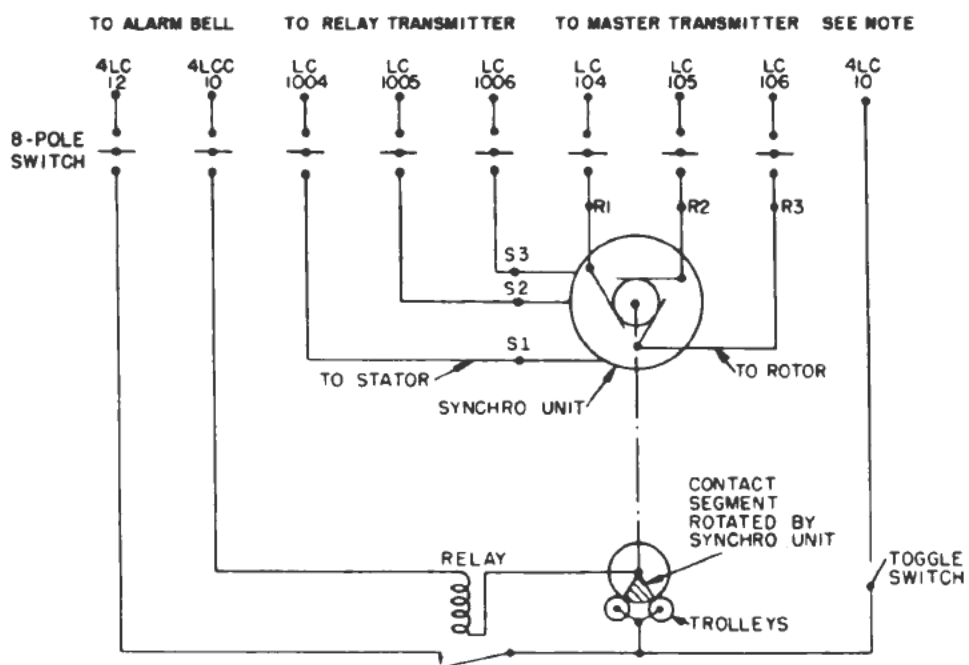 TO ALARM BELL TO RELAY TRANSMITTER TO MASTER TRANSMITTER SEE NOTE
4LC 4LCC LC LC LC LC LC LC 4LC
12 10 1004 1005 1006 104 105 106 10
8-POLE
SWITCH
R1 R2 R3
S3
S2
S1
TO STATOR
TO ROTOR
SYNCHRO UNIT
CONTACT
SEGMENT
ROTATED BY
SYNCHRO UNIT
RELAY
TOGGLE
SWITCH
TROLLEYS